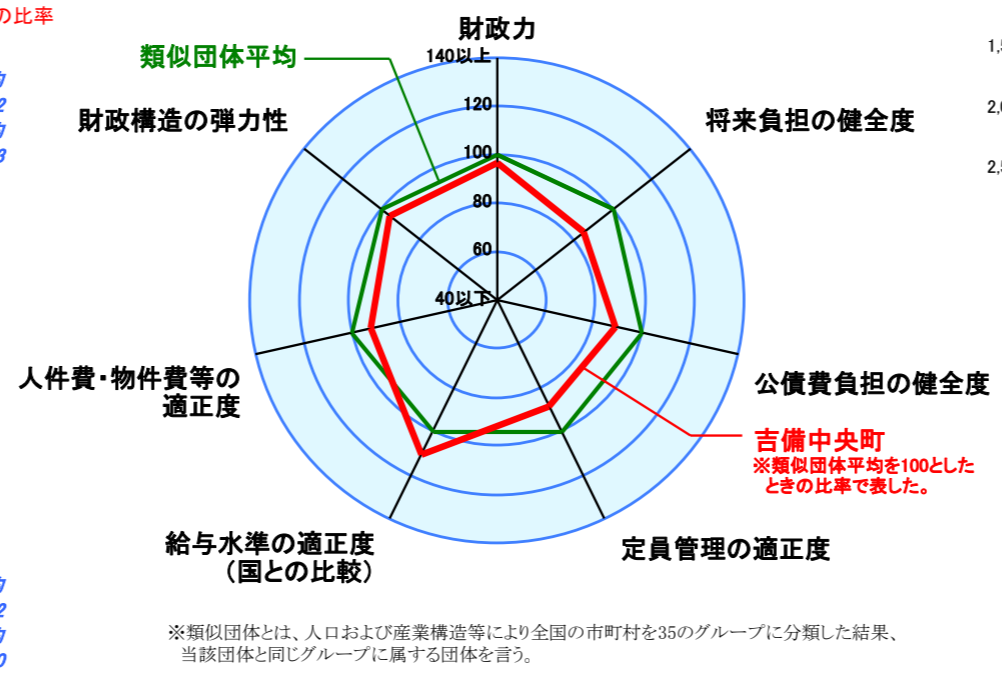 の比率
財政力
類似団体平均
140以上
120
100
80
60
40以下
財政構造の弾力性
将来負担の健全度
人件費・物件費等の
適正度
公債費負担の健全度
吉備中央町
※類似団体平均を100とした
ときの比率で表した。
給与水準の適正度
（国との比較）
定員管理の適正度
※類似団体とは、人口および産業構造等により全国の市町村を35のグループに分類した結果、
当該団体と同じグループに属する団体を言う。